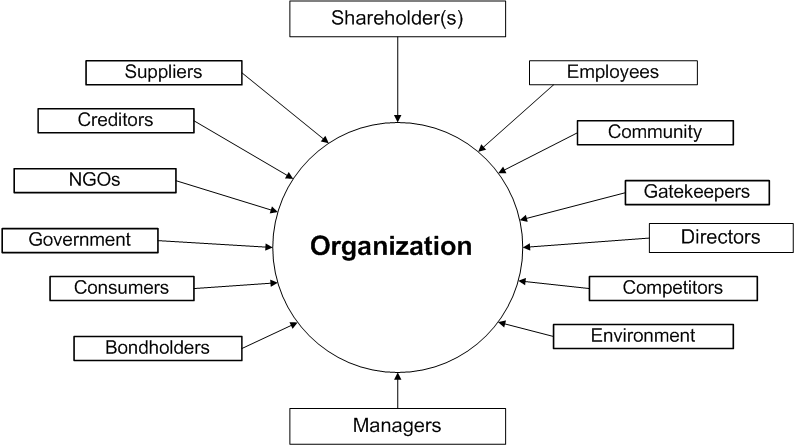 Shareholder(s)
Suppliers
Employees
Creditors
Community
NGOs
Gatekeepers
Government
Directors
Organization
Consumers
Competitors
Bondholders
Environment
Managers